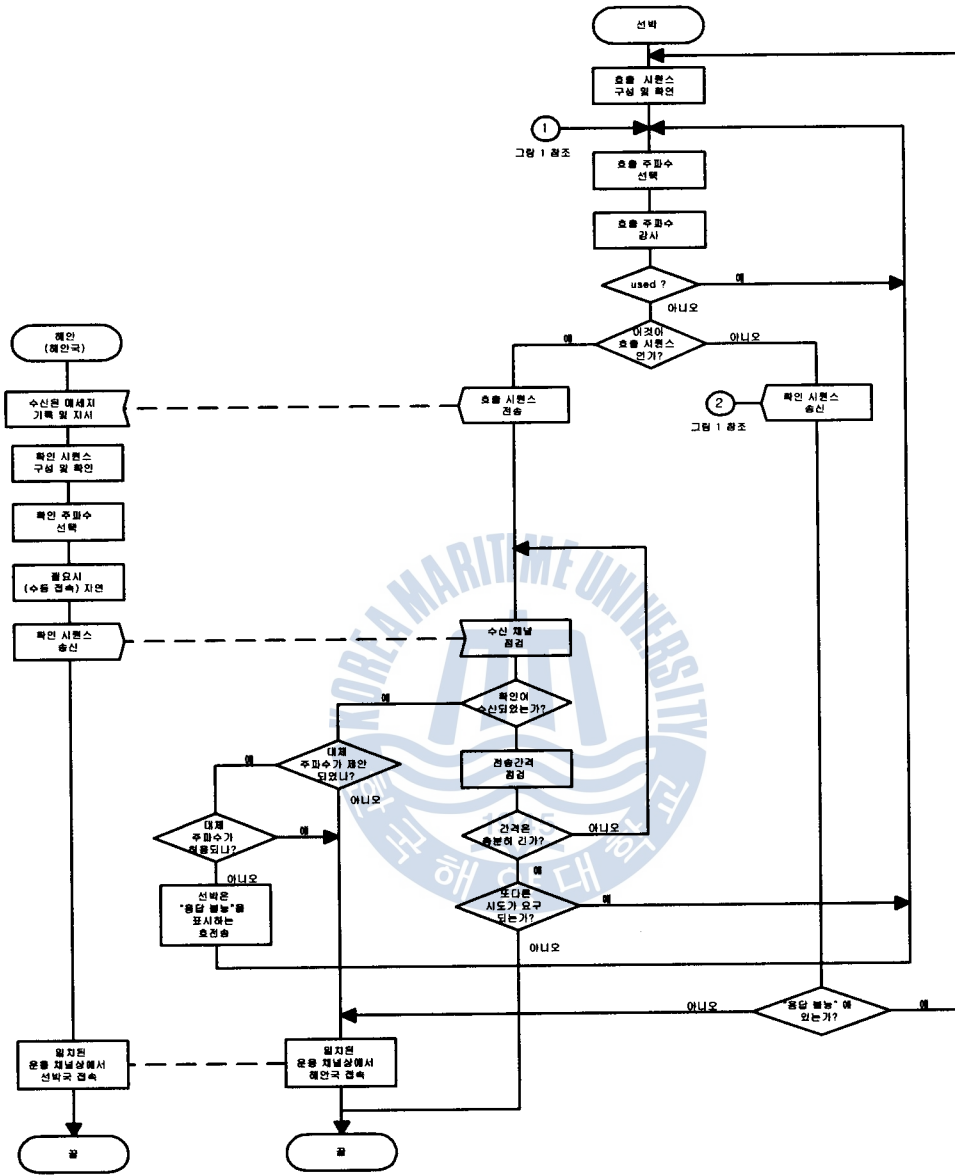 선박
호출 시퀀스
구성 및 확인
1
그림 1 참조
호출 주파수
선택
호출 주파수
감사
used ?
예
아니오
이것이
호출 시퀀스
인가?
예
아니오
해안
(해안국)
수신된 메세지
기록 및 지시
호출 시퀀스
전송
2
그림 1 참조
확인 시퀀스
송신
확인 시퀀스
구성 및 확인
확인 주파수
선택
필요시
(수동 접속) 지연
확인 시퀀스
송신
수신 채널
점검
확인이
수신되었는가?
예
대체
주파수가 제안
되었나?
예
아니오
전송간격
점검
대체
주파수가
허용되나?
예
아니오
간격은
충분히 긴가?
아니오
예
선박은
"응답 불능"을
표시하는
호전송
또다른
시도가 요구
되는가?
예
아니오
"응답 불능" 에
있는가?
아니오
예
일치된
운용 채널상에서
선박국 접속
일치된
운용 채널상에서
해안국 접속
끝
끝
KOREA MARITIME UNIVERSITY
1945
한국해양대학교